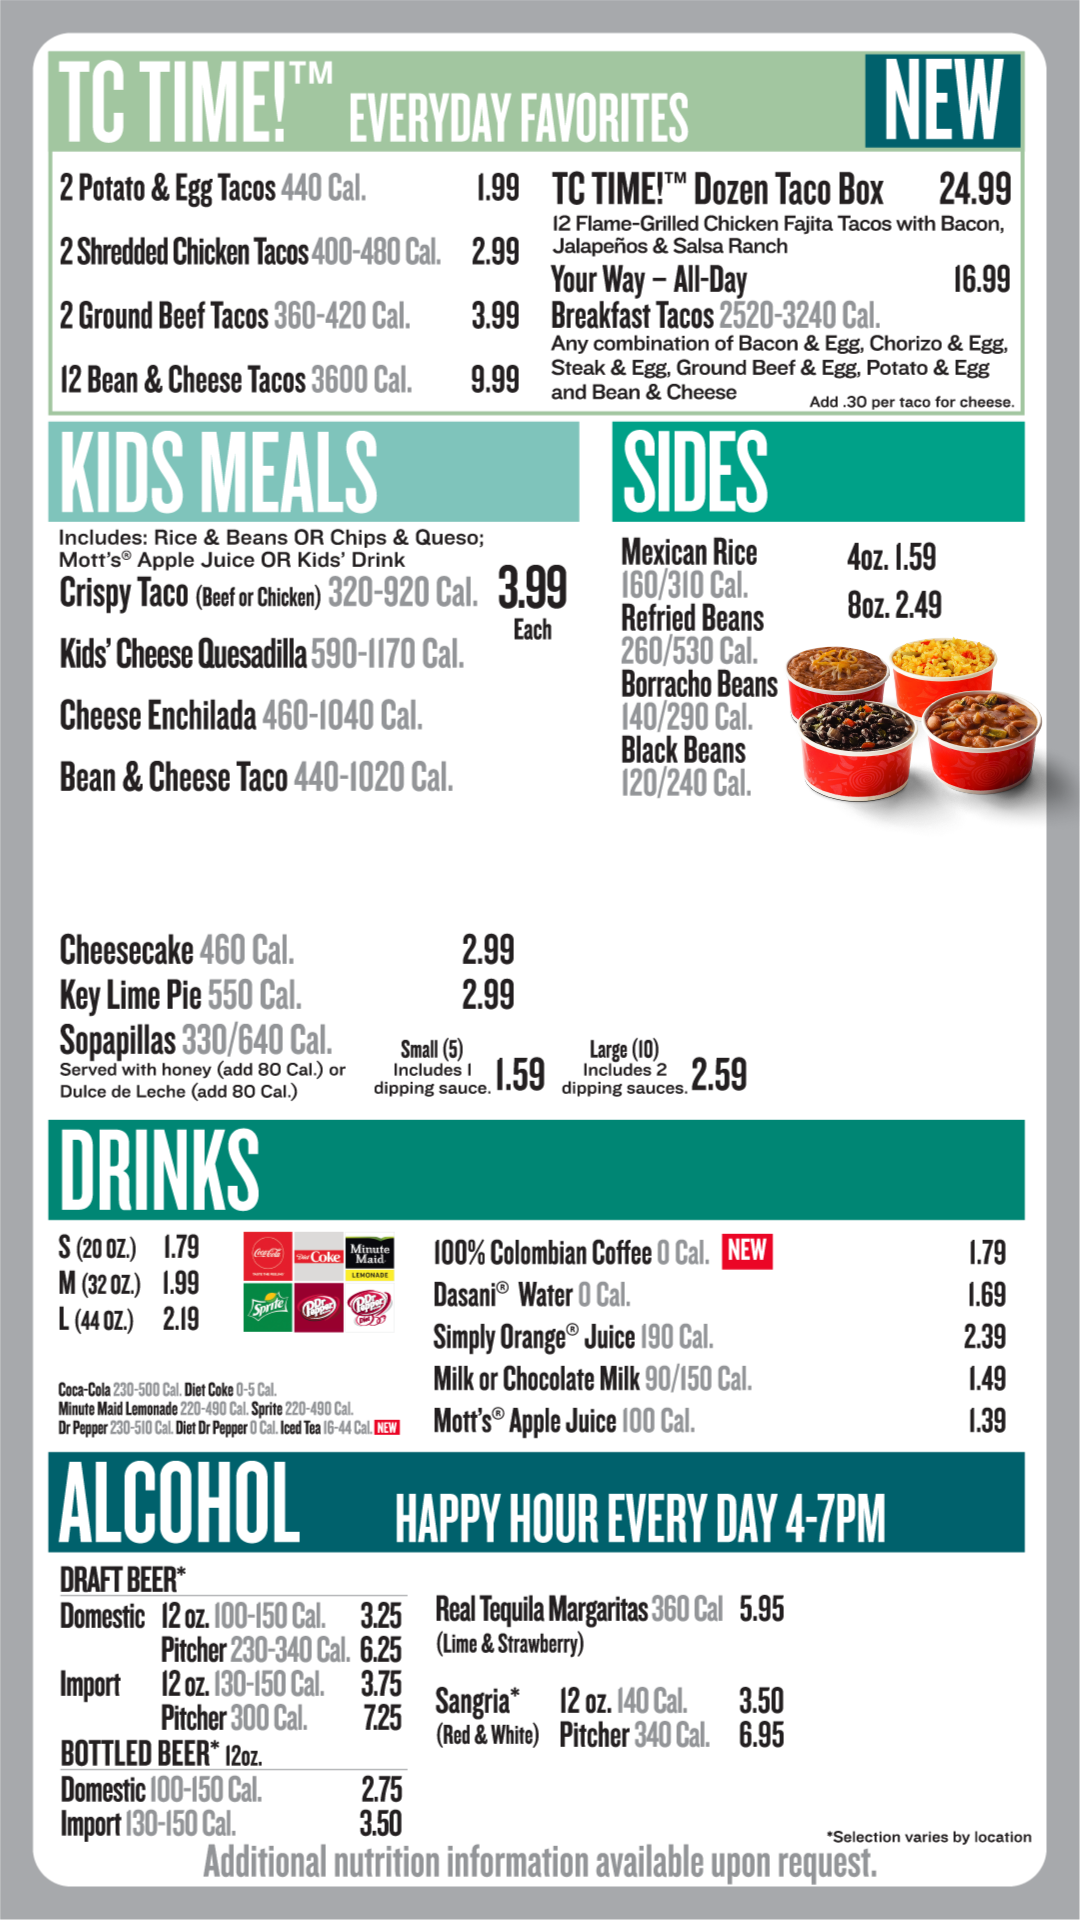 TC TIME!™ EVERYDAY FAVORITES NEW
2 Potato & Egg Tacos 440 Cal. 1.99
2 Shredded Chicken Tacos 400-480 Cal. 2.99
2 Ground Beef Tacos 360-420 Cal. 3.99
12 Bean & Cheese Tacos 3600 Cal. 9.99
TC TIME!™ Dozen Taco Box 24.99
12 Flame-Grilled Chicken Fajita Tacos with Bacon,
Jalapeños & Salsa Ranch
Your Way – All-Day 16.99
Breakfast Tacos 2520-3240 Cal.
Any combination of Bacon & Egg, Chorizo & Egg,
Steak & Egg, Ground Beef & Egg, Potato & Egg
and Bean & Cheese
Add .30 per taco for cheese.
KIDS MEALS
Includes: Rice & Beans OR Chips & Queso;
Mott's® Apple Juice OR Kids' Drink
Crispy Taco (Beef or Chicken) 320-920 Cal. 3.99
Each
Kids' Cheese Quesadilla 590-1170 Cal.
Cheese Enchilada 460-1040 Cal.
Bean & Cheese Taco 440-1020 Cal.
SIDES
Mexican Rice
160/310 Cal.
Refried Beans
260/530 Cal.
Borracho Beans
140/290 Cal.
Black Beans
120/240 Cal.
4oz. 1.59
8oz. 2.49
Cheesecake 460 Cal. 2.99
Key Lime Pie 550 Cal. 2.99
Sopapillas 330/640 Cal.
Served with honey (add 80 Cal.) or
Dulce de Leche (add 80 Cal.)
Small (5)
Includes 1
dipping sauce. 1.59
Large (10)
Includes 2
dipping sauces. 2.59
DRINKS
S (20 OZ.) 1.79
M (32 OZ.) 1.99
L (44 OZ.) 2.19
Coca-Cola
Diet Coke
Minute Maid
LEMONADE
Sprite
Dr Pepper
Dr Pepper Diet
Coca-Cola 230-500 Cal. Diet Coke 0-5 Cal.
Minute Maid Lemonade 220-490 Cal. Sprite 220-490 Cal.
Dr Pepper 230-510 Cal. Diet Dr Pepper 0 Cal. Iced Tea 16-44 Cal. NEW
100% Colombian Coffee 0 Cal. NEW 1.79
Dasani® Water 0 Cal. 1.69
Simply Orange® Juice 190 Cal. 2.39
Milk or Chocolate Milk 90/150 Cal. 1.49
Mott's® Apple Juice 100 Cal. 1.39
ALCOHOL HAPPY HOUR EVERY DAY 4-7PM
DRAFT BEER*
Domestic 12 oz. 100-150 Cal. 3.25
Pitcher 230-340 Cal. 6.25
Import 12 oz. 130-150 Cal. 3.75
Pitcher 300 Cal. 7.25
BOTTLED BEER* 12oz.
Domestic 100-150 Cal. 2.75
Import 130-150 Cal. 3.50
Real Tequila Margaritas 360 Cal 5.95
(Lime & Strawberry)
Sangria* 12 oz. 140 Cal. 3.50
(Red & White) Pitcher 340 Cal. 6.95
*Selection varies by location
Additional nutrition information available upon request.